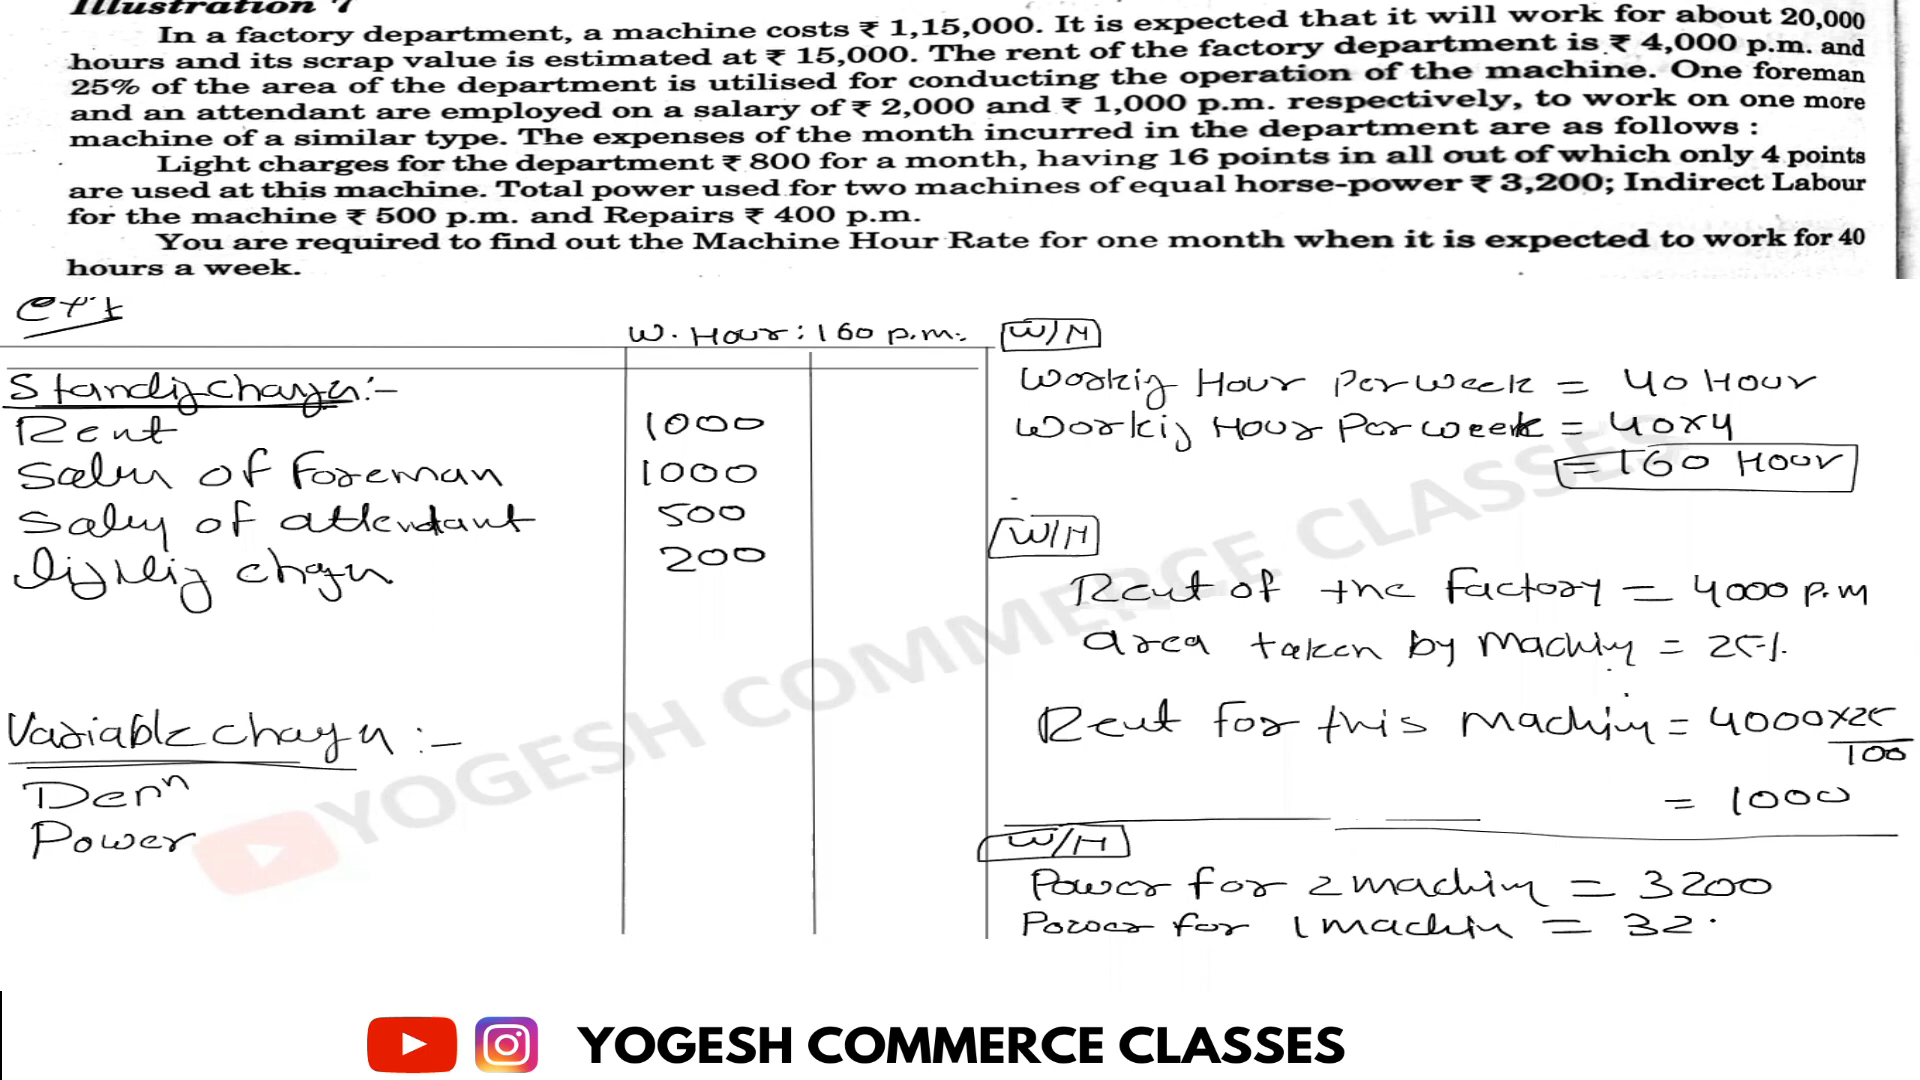 Illustration 7
In a factory department, a machine costs ₹ 1,15,000. It is expected that it will work for about 20,000
hours and its scrap value is estimated at ₹ 15,000. The rent of the factory department is ₹ 4,000 p.m. and
25% of the area of the department is utilised for conducting the operation of the machine. One foreman
and an attendant are employed on a salary of ₹ 2,000 and ₹ 1,000 p.m. respectively, to work on one more
machine of a similar type. The expenses of the month incurred in the department are as follows :
Light charges for the department ₹ 800 for a month, having 16 points in all out of which only 4 points
are used at this machine. Total power used for two machines of equal horse-power ₹ 3,200; Indirect Labour
for the machine ₹ 500 p.m. and Repairs ₹ 400 p.m.
You are required to find out the Machine Hour Rate for one month when it is expected to work for 40
hours a week.
W. Hour : 160 p.m.
Standig charges :-
Rent 1000
Salary of Foreman 1000
Salary of attendant 500
lighting charges 200
Variable charges :-
Depn
Power
W/N
Working Hour Per week = 40 Hour
Working Hour Per week = 40x4
= 160 Hour
W/N
Rent of the factory = 4000 p.m
area taken by Machine = 25%
Rent for this Machine = 4000x25
100
= 1000
W/N
Power for 2 machine = 3200
Power for 1 machine = 32
YOGESH COMMERCE CLASSES
YOGESH COMMERCE CLASSES